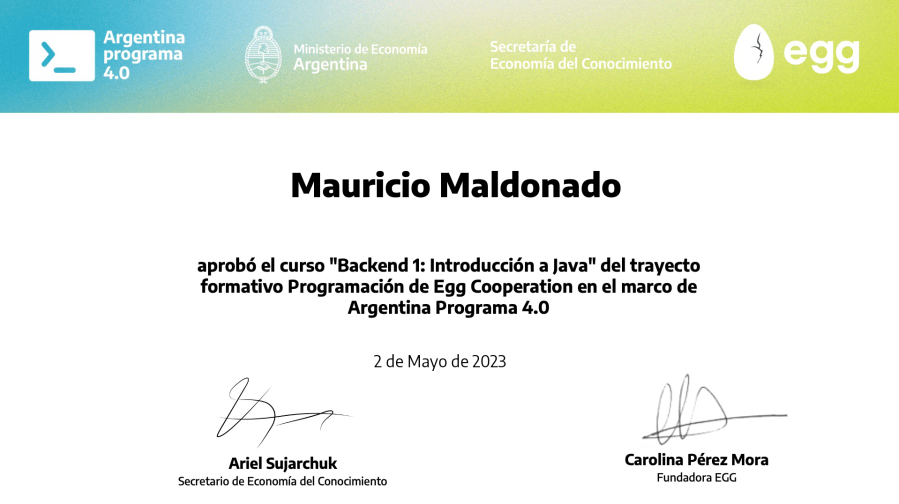 Argentina
programa
4.0
Ministerio de Economía
Argentina
Secretaría de
Economía del Conocimiento
egg
Mauricio Maldonado
aprobó el curso "Backend 1: Introducción a Java" del trayecto
formativo Programación de Egg Cooperation en el marco de
Argentina Programa 4.0
2 de Mayo de 2023
Ariel Sujarchuk
Secretario de Economía del Conocimiento
Carolina Pérez Mora
Fundadora EGG